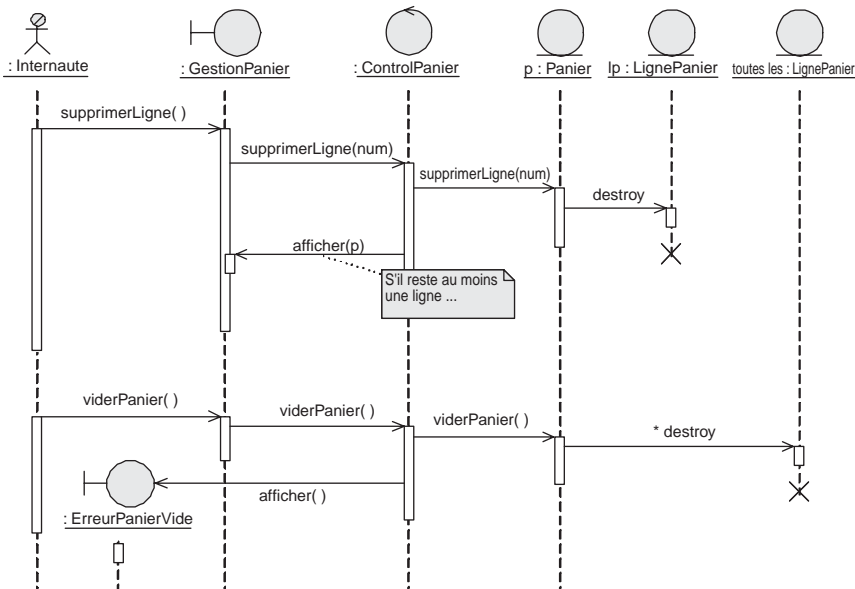 : Internaute
: GestionPanier
: ControlPanier
p : Panier
lp : LignePanier
toutes les : LignePanier
supprimerLigne( )
supprimerLigne(num)
supprimerLigne(num)
destroy
afficher(p)
S'il reste au moins
une ligne ...
viderPanier( )
viderPanier( )
viderPanier( )
* destroy
afficher( )
: ErreurPanierVide